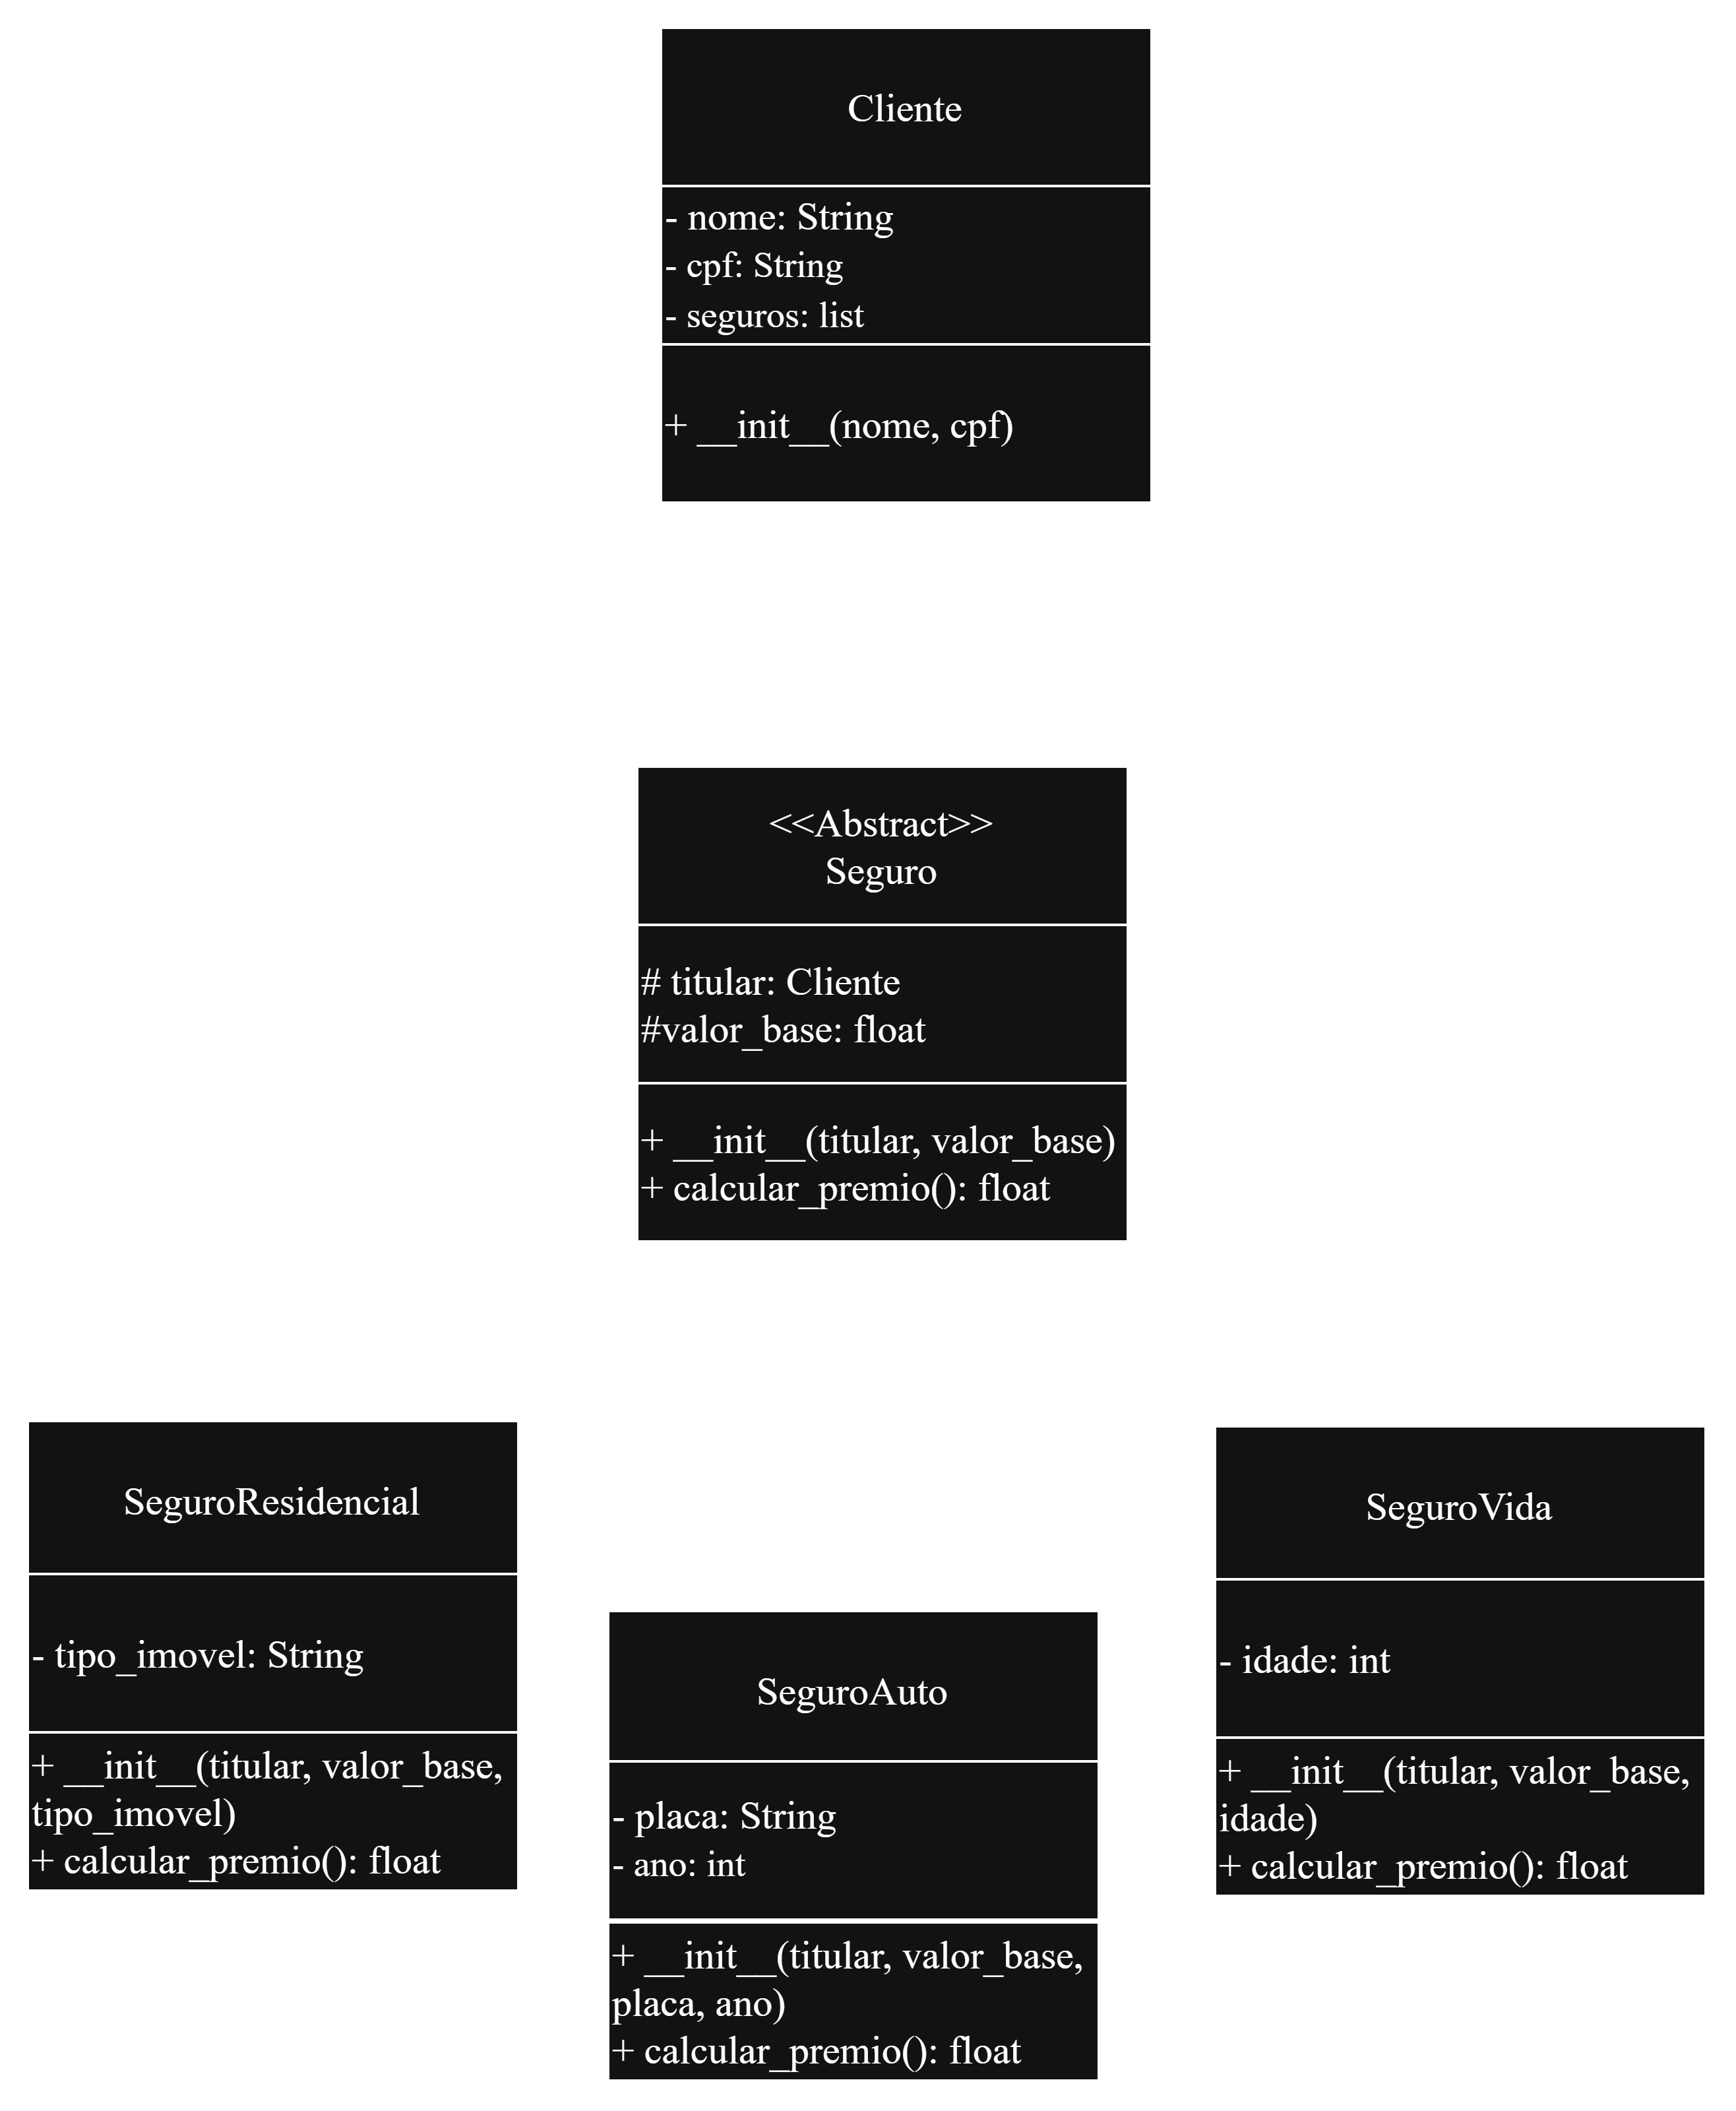 Cliente
- nome: String
- cpf: String
- seguros: list
+ __init__(nome, cpf)
<<Abstract>>
Seguro
# titular: Cliente
#valor_base: float
+ __init__(titular, valor_base)
+ calcular_premio(): float
SeguroResidencial
- tipo_imovel: String
+ __init__(titular, valor_base,
tipo_imovel)
+ calcular_premio(): float
SeguroAuto
- placa: String
- ano: int
+ __init__(titular, valor_base,
placa, ano)
+ calcular_premio(): float
SeguroVida
- idade: int
+ __init__(titular, valor_base,
idade)
+ calcular_premio(): float